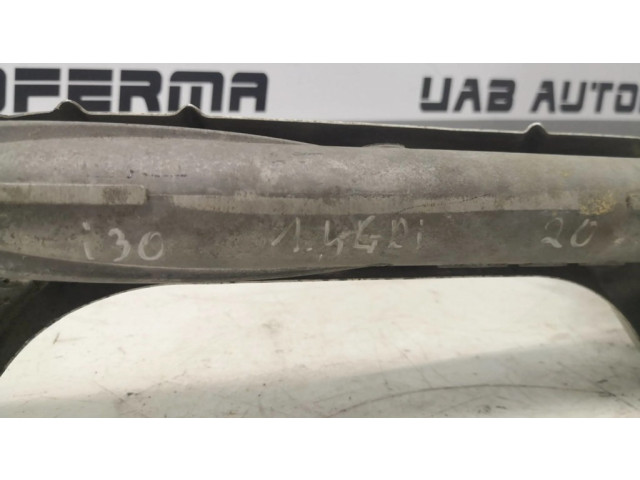 OFERMA UAB AUTO
i30 1.4GDi 20